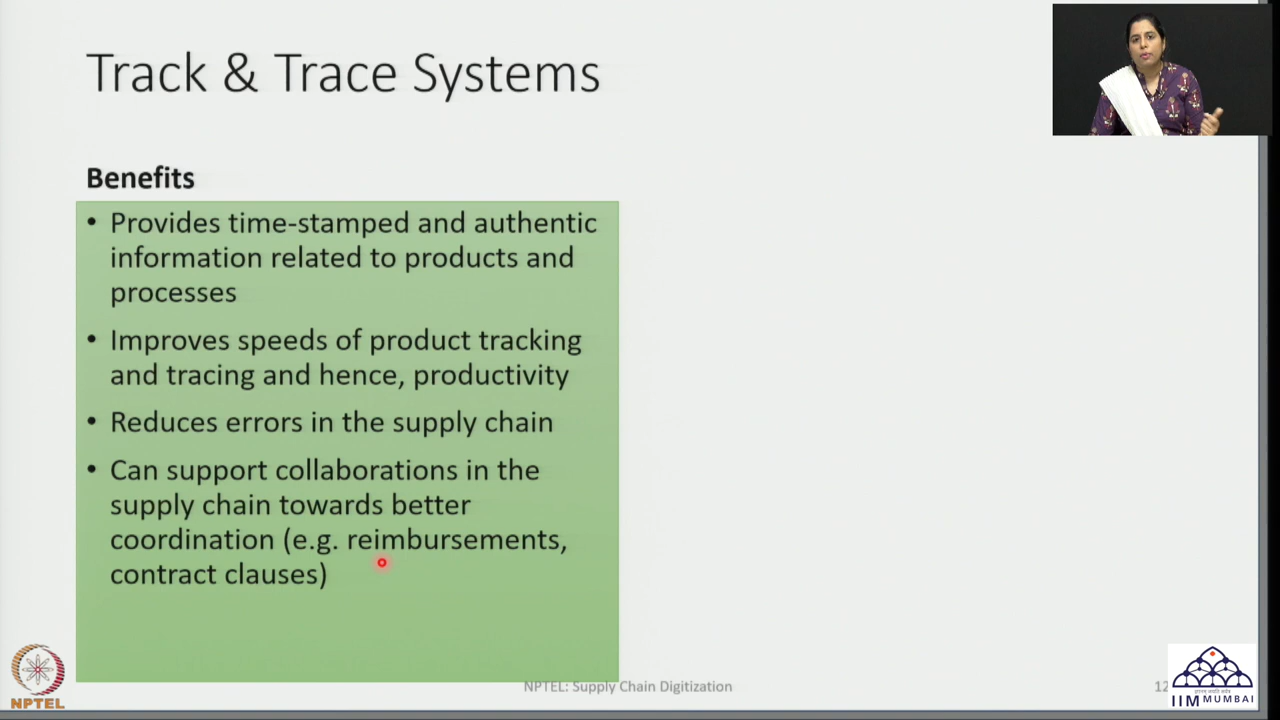 Track & Trace Systems
Benefits
• Provides time-stamped and authentic
information related to products and
processes
• Improves speeds of product tracking
and tracing and hence, productivity
• Reduces errors in the supply chain
• Can support collaborations in the
supply chain towards better
coordination (e.g. reimbursements,
contract clauses)
NPTEL
NPTEL: Supply Chain Digitization
12
IIM MUMBAI